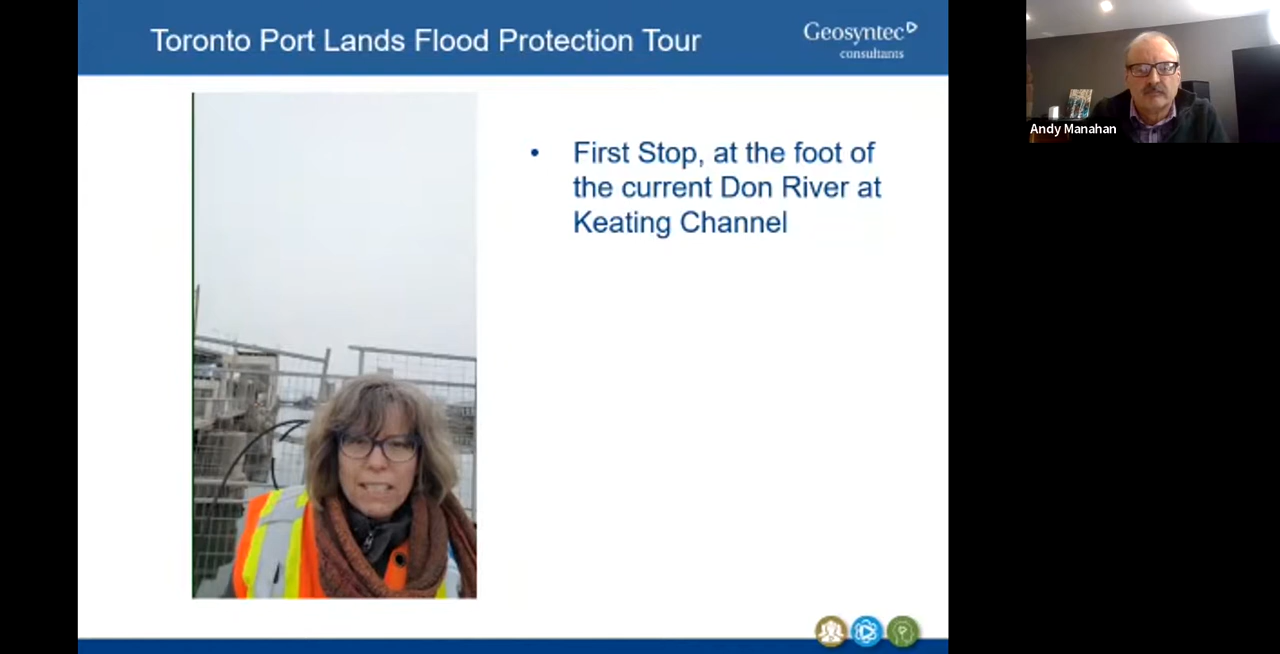 Toronto Port Lands Flood Protection Tour
Geosyntec
consultants
• First Stop, at the foot of
the current Don River at
Keating Channel
Andy Manahan